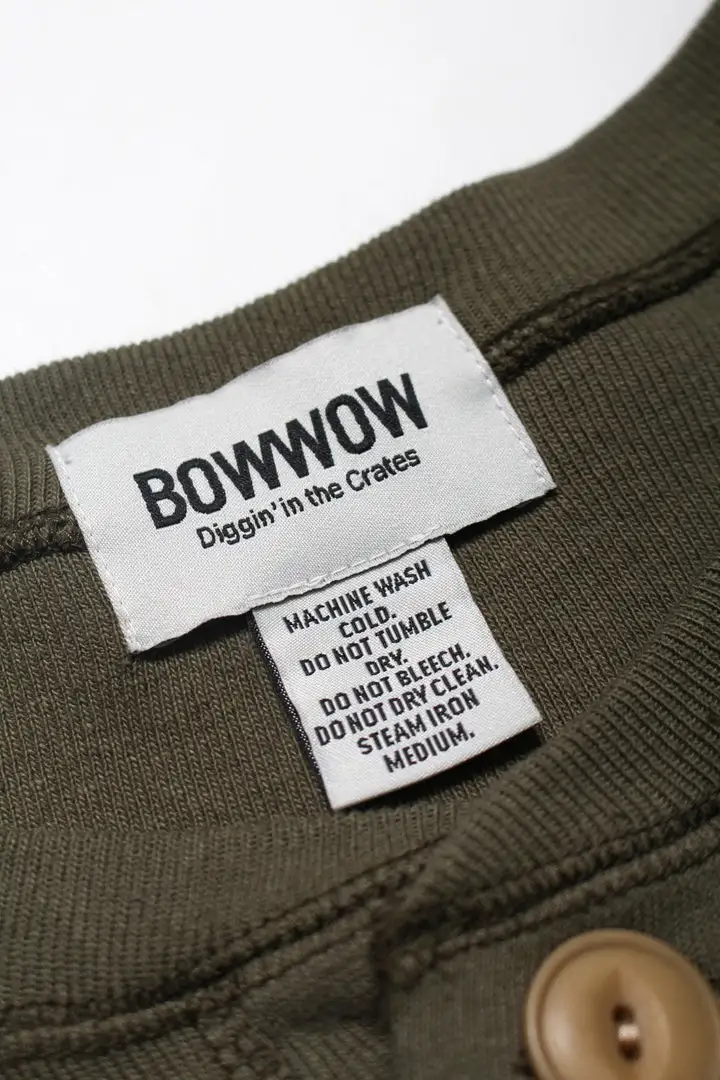 BOWWOW
Diggin' in the Crates
MACHINE WASH
COLD.
DO NOT TUMBLE
DRY.
DO NOT BLEECH.
DO NOT DRY CLEAN.
STEAM IRON
MEDIUM.